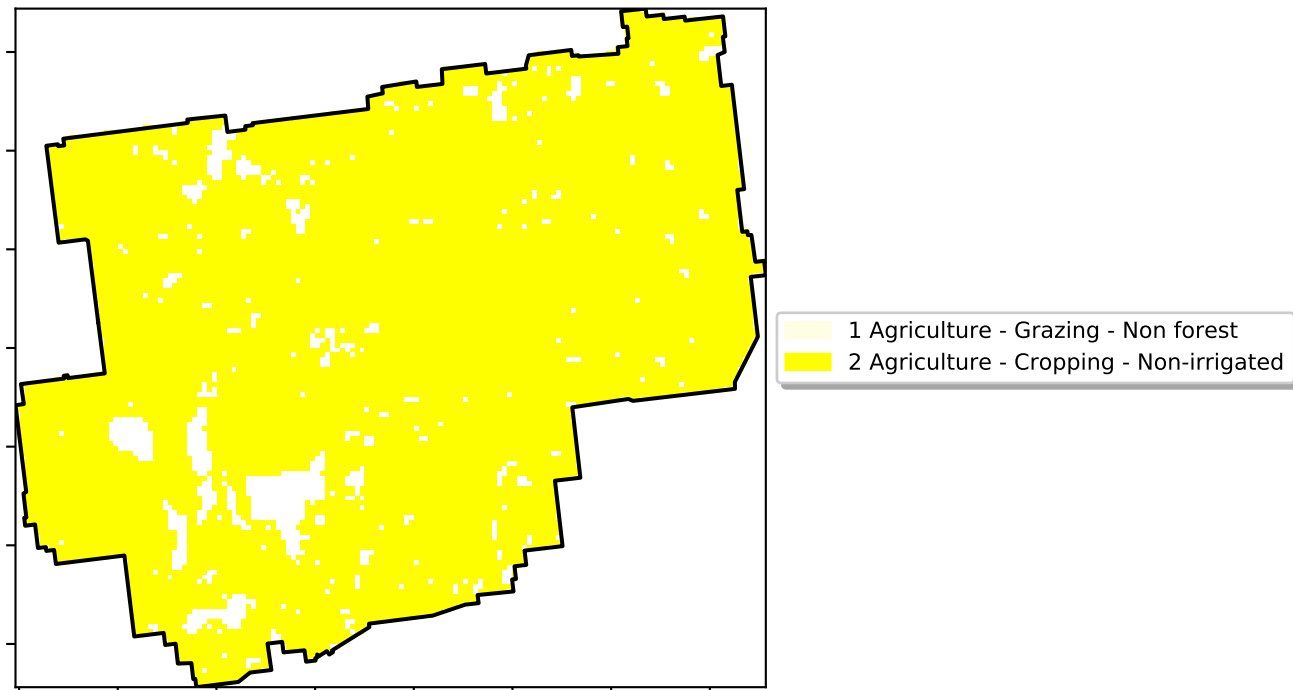 1 Agriculture - Grazing - Non forest
2 Agriculture - Cropping - Non-irrigated